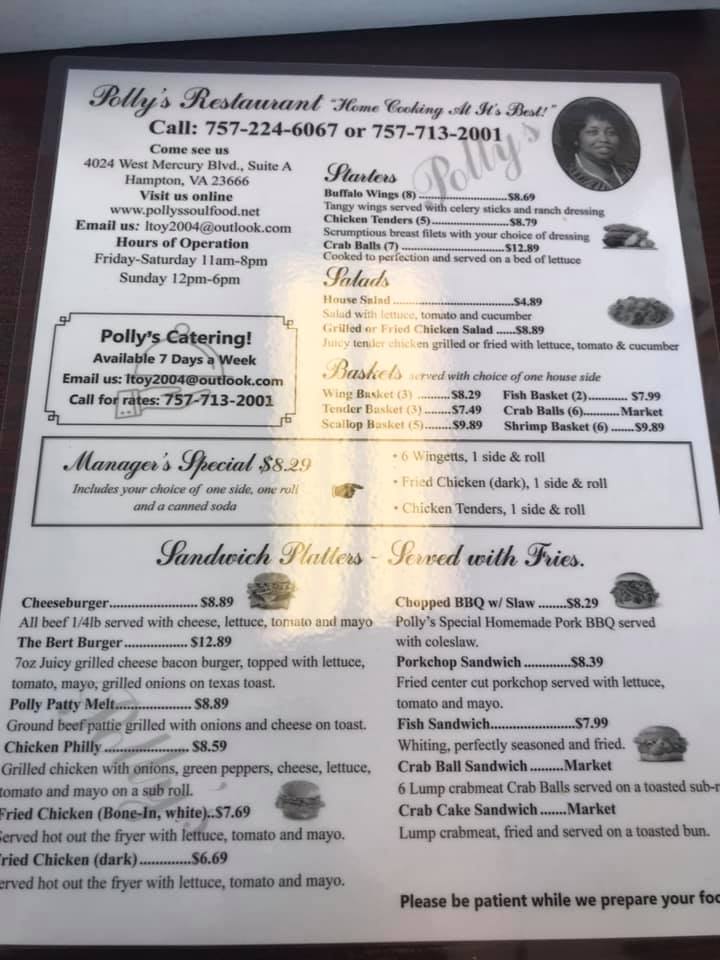 Polly's Restaurant "Home Cooking At It's Best!"
Call: 757-224-6067 or 757-713-2001
Come see us
4024 West Mercury Blvd., Suite A
Hampton, VA 23666
Visit us online
www.pollyssoulfood.net
Email us: ltoy2004@outlook.com
Hours of Operation
Friday-Saturday 11am-8pm
Sunday 12pm-6pm
Polly's Catering!
Available 7 Days a Week
Email us: ltoy2004@outlook.com
Call for rates: 757-713-2001
Polly's
Starters
Buffalo Wings (8) ........................$8.69
Tangy wings served with celery sticks and ranch dressing
Chicken Tenders (5)......................$8.79
Scrumptious breast filets with your choice of dressing
Crab Balls (7) ............................$12.89
Cooked to perfection and served on a bed of lettuce
Salads
House Salad .............................$4.89
Salad with lettuce, tomato and cucumber
Grilled or Fried Chicken Salad ......$8.89
Juicy tender chicken grilled or fried with lettuce, tomato & cucumber
Baskets served with choice of one house side
Wing Basket (3) .........$8.29
Tender Basket (3) ........$7.49
Scallop Basket (5).......$9.89
Fish Basket (2)............ $7.99
Crab Balls (6)...........Market
Shrimp Basket (6) .......$9.89
Manager's Special $8.29
Includes your choice of one side, one roll
and a canned soda
• 6 Wingetts, 1 side & roll
• Fried Chicken (dark), 1 side & roll
• Chicken Tenders, 1 side & roll
Sandwich Platters - Served with Fries.
Cheeseburger......................... $8.89
All beef 1/4lb served with cheese, lettuce, tomato and mayo
The Bert Burger.................. $12.89
7oz Juicy grilled cheese bacon burger, topped with lettuce,
tomato, mayo, grilled onions on texas toast.
Polly Patty Melt..................... $8.89
Ground beef pattie grilled with onions and cheese on toast.
Chicken Philly ....................... $8.59
Grilled chicken with onions, green peppers, cheese, lettuce,
tomato and mayo on a sub roll.
Fried Chicken (Bone-In, white)..$7.69
Served hot out the fryer with lettuce, tomato and mayo.
ried Chicken (dark).............$6.69
erved hot out the fryer with lettuce, tomato and mayo.
Polly's
Chopped BBQ w/ Slaw ........$8.29
Polly's Special Homemade Pork BBQ served
with coleslaw.
Porkchop Sandwich .............$8.39
Fried center cut porkchop served with lettuce,
tomato and mayo.
Fish Sandwich.......................$7.99
Whiting, perfectly seasoned and fried.
Crab Ball Sandwich .........Market
6 Lump crabmeat Crab Balls served on a toasted sub-r
Crab Cake Sandwich .......Market
Lump crabmeat, fried and served on a toasted bun.
Please be patient while we prepare your foo